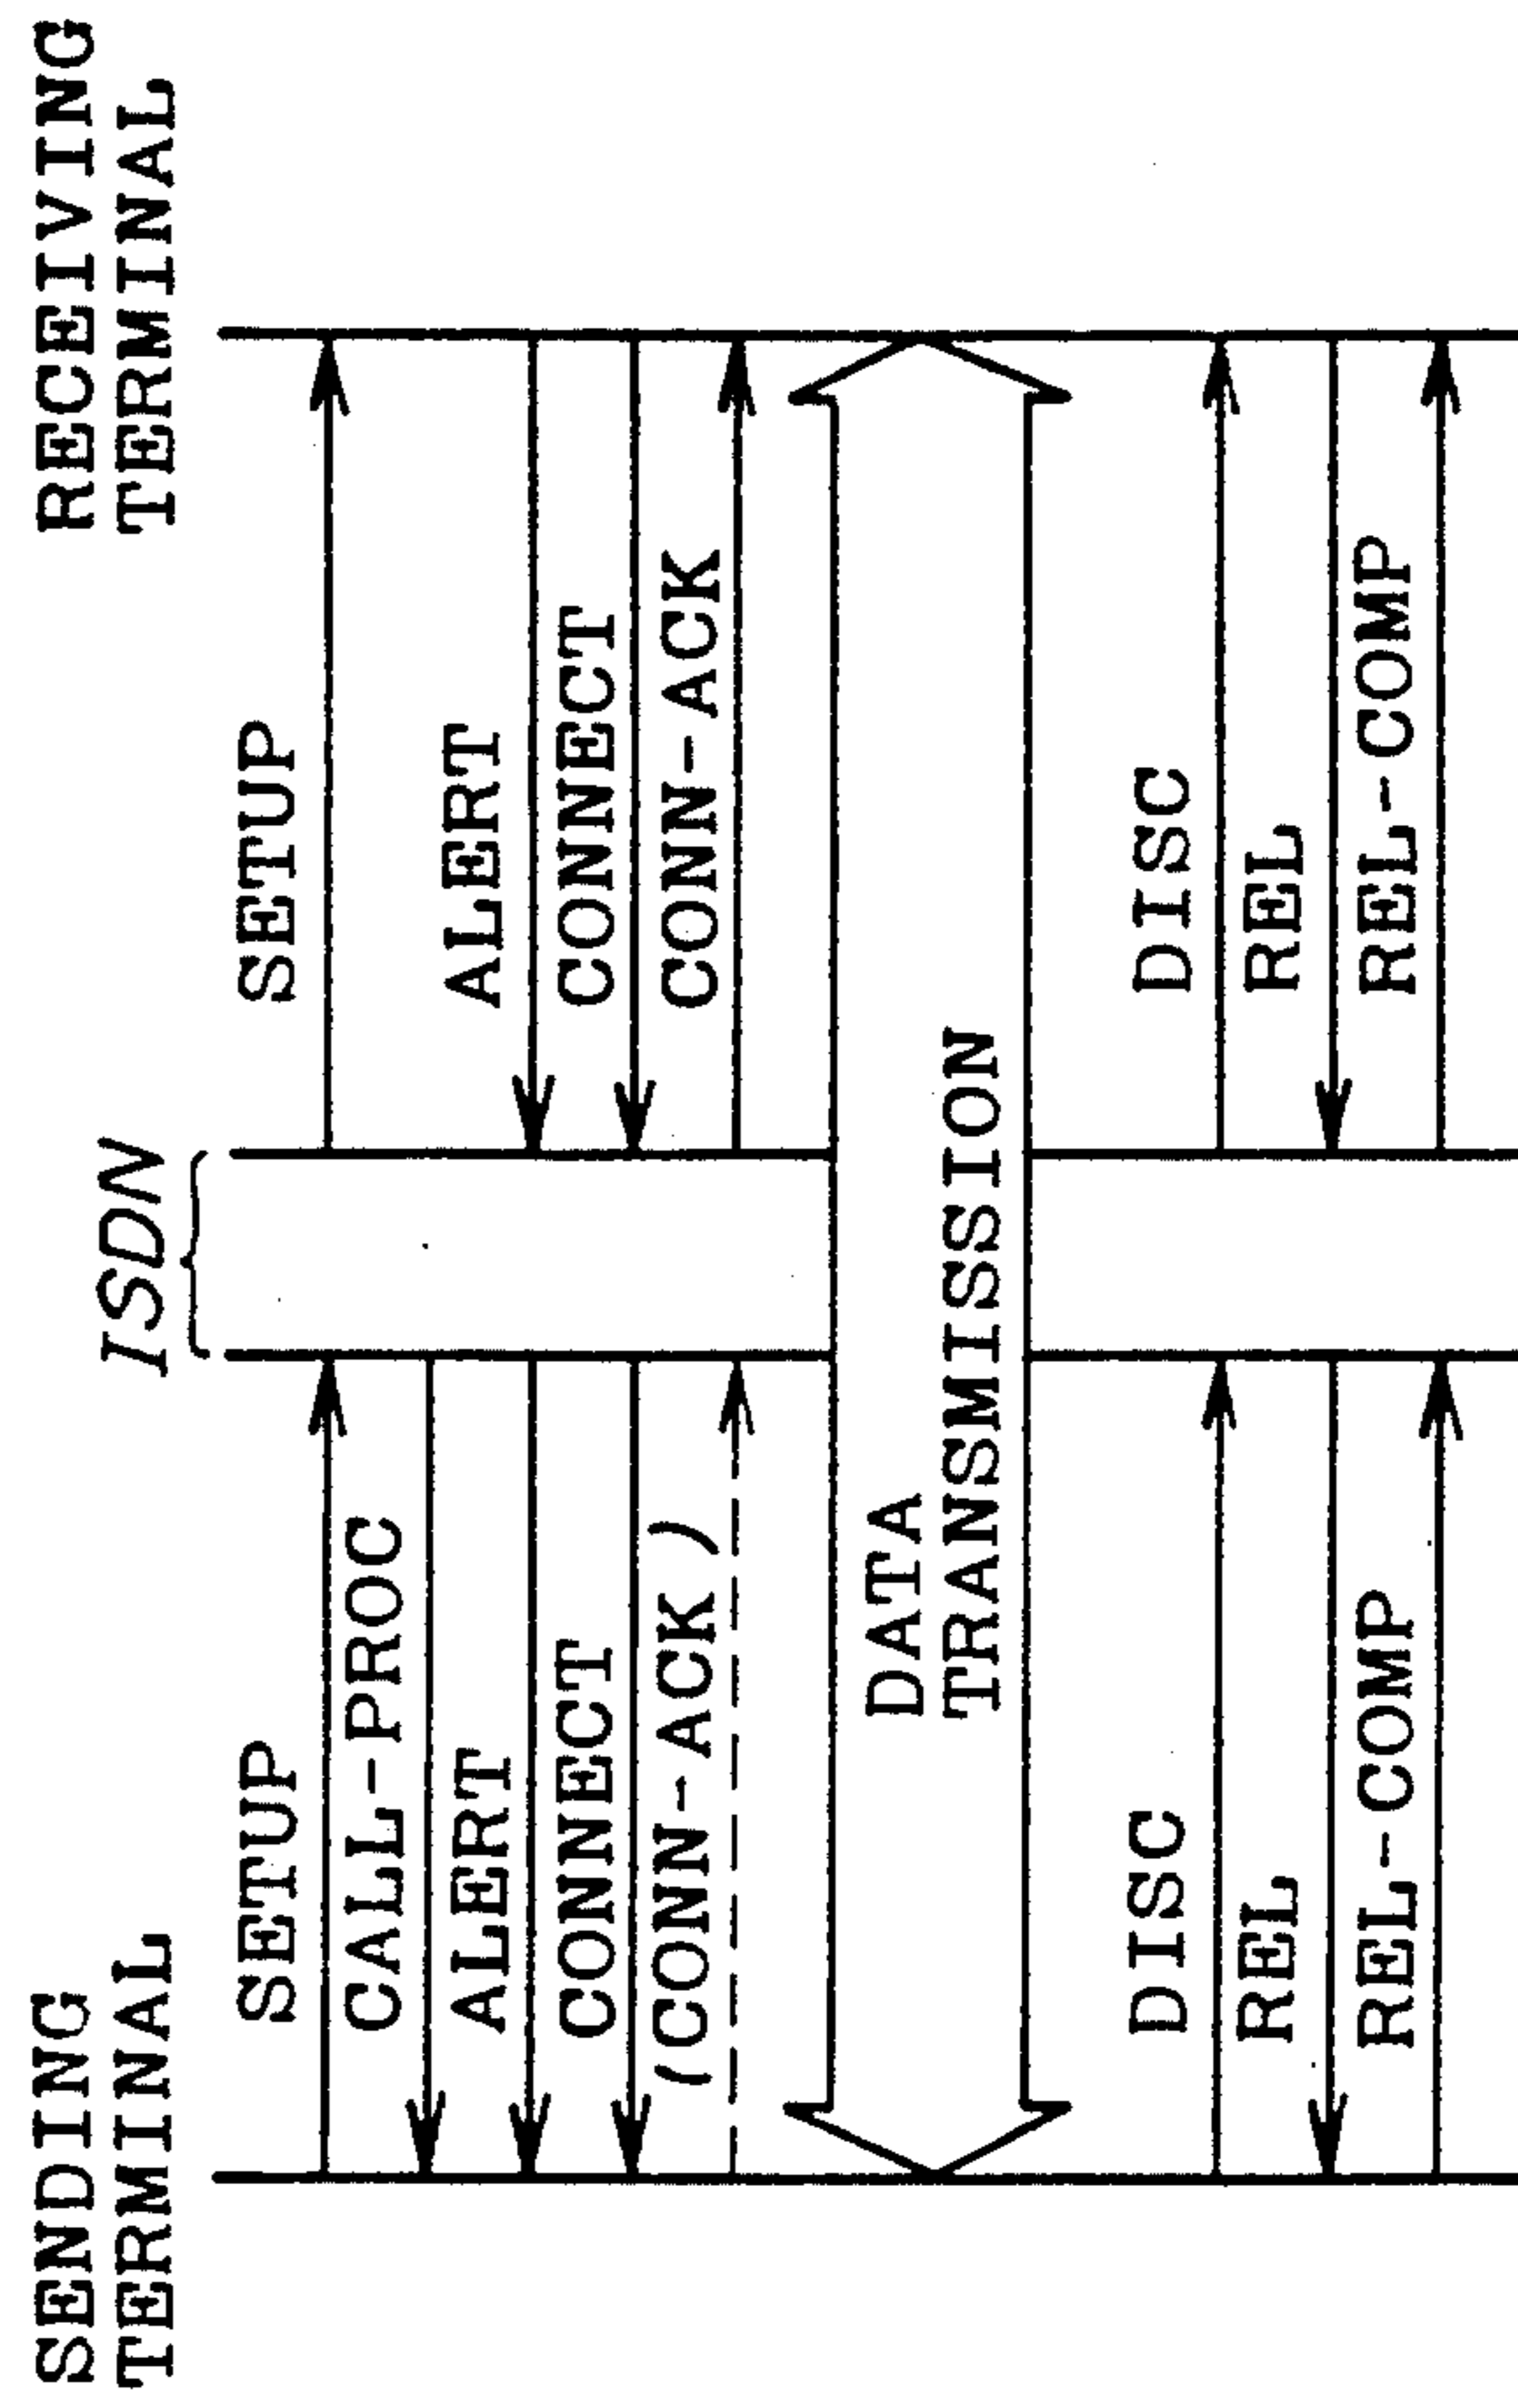 SENDING
TERMINAL
ISDN
RECEIVING
TERMINAL
SETUP
SETUP
CALL-PROC
ALERT
ALERT
CONNECT
CONNECT
(CONN-ACK)
CONN-ACK
DATA
TRANSMISSION
DISC
DISC
REL
REL
REL-COMP
REL-COMP